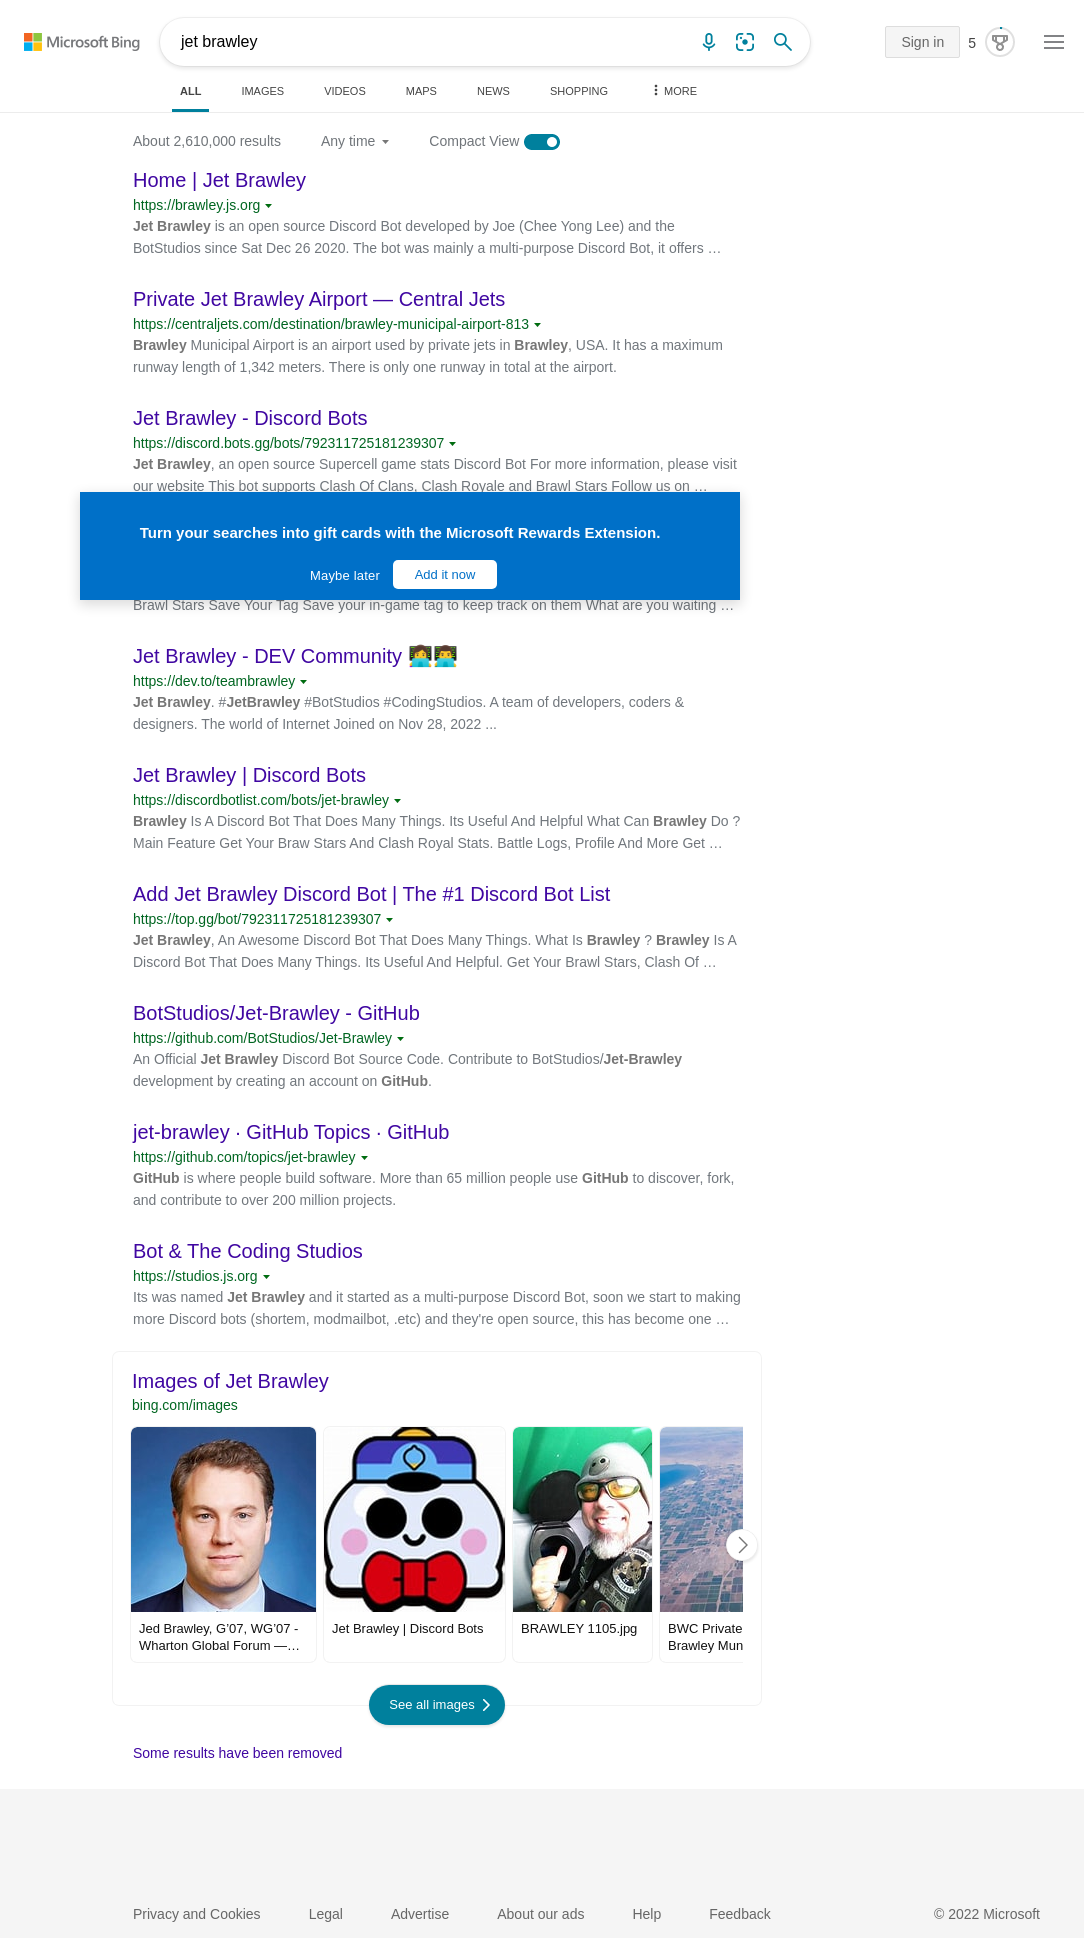 Microsoft Bing
jet brawley
Sign in
5
ALL
IMAGES
VIDEOS
MAPS
NEWS
SHOPPING
MORE
About 2,610,000 results
Any time
Compact View
Home | Jet Brawley
https://brawley.js.org
Jet Brawley is an open source Discord Bot developed by Joe (Chee Yong Lee) and the
BotStudios since Sat Dec 26 2020. The bot was mainly a multi-purpose Discord Bot, it offers …
Private Jet Brawley Airport — Central Jets
https://centraljets.com/destination/brawley-municipal-airport-813
Brawley Municipal Airport is an airport used by private jets in Brawley, USA. It has a maximum
runway length of 1,342 meters. There is only one runway in total at the airport.
Jet Brawley - Discord Bots
https://discord.bots.gg/bots/792311725181239307
Jet Brawley, an open source Supercell game stats Discord Bot For more information, please visit
our website This bot supports Clash Of Clans, Clash Royale and Brawl Stars Follow us on …
Turn your searches into gift cards with the Microsoft Rewards Extension.
Maybe later
Add it now
Brawl Stars Save Your Tag Save your in-game tag to keep track on them What are you waiting …
Jet Brawley - DEV Community 👩‍💻👨‍💻
https://dev.to/teambrawley
Jet Brawley. #JetBrawley #BotStudios #CodingStudios. A team of developers, coders &
designers. The world of Internet Joined on Nov 28, 2022 ...
Jet Brawley | Discord Bots
https://discordbotlist.com/bots/jet-brawley
Brawley Is A Discord Bot That Does Many Things. Its Useful And Helpful What Can Brawley Do ?
Main Feature Get Your Braw Stars And Clash Royal Stats. Battle Logs, Profile And More Get …
Add Jet Brawley Discord Bot | The #1 Discord Bot List
https://top.gg/bot/792311725181239307
Jet Brawley, An Awesome Discord Bot That Does Many Things. What Is Brawley ? Brawley Is A
Discord Bot That Does Many Things. Its Useful And Helpful. Get Your Brawl Stars, Clash Of …
BotStudios/Jet-Brawley - GitHub
https://github.com/BotStudios/Jet-Brawley
An Official Jet Brawley Discord Bot Source Code. Contribute to BotStudios/Jet-Brawley
development by creating an account on GitHub.
jet-brawley · GitHub Topics · GitHub
https://github.com/topics/jet-brawley
GitHub is where people build software. More than 65 million people use GitHub to discover, fork,
and contribute to over 200 million projects.
Bot & The Coding Studios
https://studios.js.org
Its was named Jet Brawley and it started as a multi-purpose Discord Bot, soon we start to making
more Discord bots (shortem, modmailbot, .etc) and they're open source, this has become one …
Images of Jet Brawley
bing.com/images
Jed Brawley, G'07, WG'07 -
Wharton Global Forum —…
Jet Brawley | Discord Bots
BRAWLEY 1105.jpg
BWC Private
Brawley Mun
See all images
Some results have been removed
Privacy and Cookies
Legal
Advertise
About our ads
Help
Feedback
© 2022 Microsoft